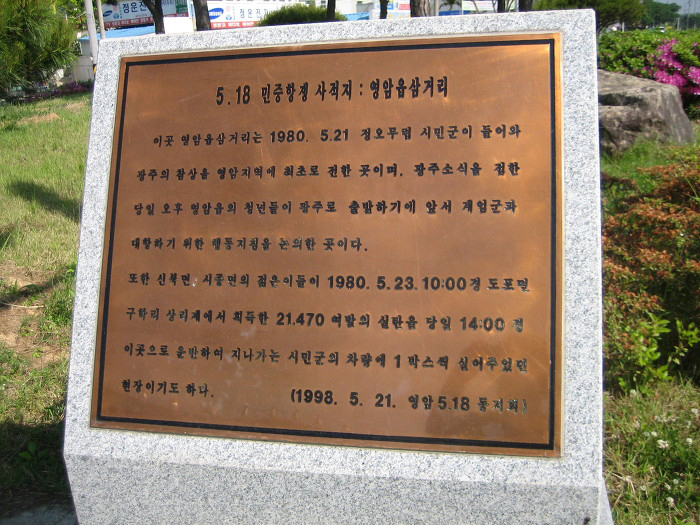 정운전
5.18 민중항쟁 사적지 : 영암읍삼거리
이곳 영암읍삼거리는 1980. 5.21 정오무렵 시민군이 들어와
광주의 참상을 영암지역에 최초로 전한 곳이며, 광주소식을 접한
당일 오후 영암읍의 청년들이 광주로 출발하기에 앞서 계엄군과
대항하기 위한 행동지침을 논의한 곳이다.
또한 신북면, 시종면의 젊은이들이 1980. 5.23. 10:00경 도포면
구학리 상리제에서 획득한 21.470 여발의 실탄을 당일 14:00 경
이곳으로 운반하여 지나가는 시민군의 차량에 1 박스씩 실어주었던
현장이기도 하다.
(1998. 5. 21. 영암5.18 동지회)